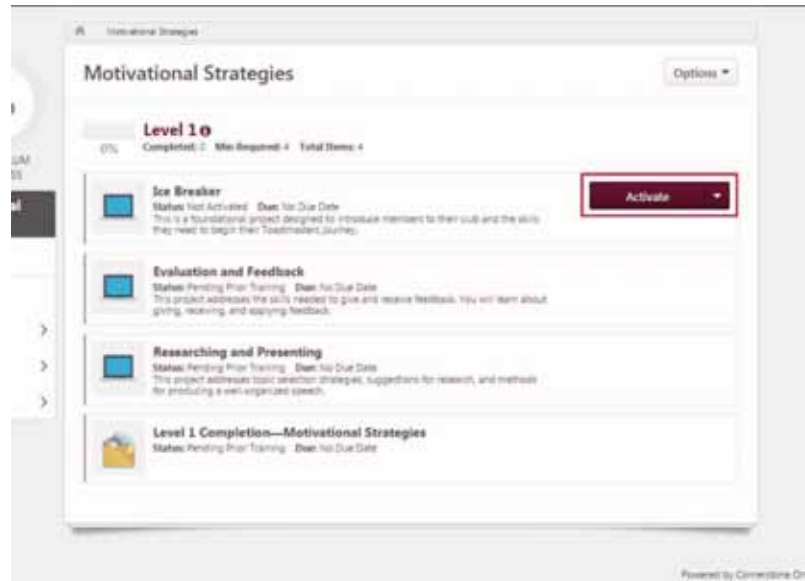 Motivational Strategies
Motivational Strategies
Options
Level 1
0%
Completed: 0 Min Required: 4 Total Items: 4
Ice Breaker
Status: Not Activated Due: No Due Date
This is a foundational project designed to introduce members to their club and the skills
they need to begin their Toastmasters journey.
Activate
Evaluation and Feedback
Status: Pending Prior Training Due: No Due Date
This project addresses the skills needed to give and receive feedback. You will learn about
giving, receiving, and applying feedback.
Researching and Presenting
Status: Pending Prior Training Due: No Due Date
This project addresses topic selection strategies, suggestions for research, and methods
for producing a well-organized speech.
Level 1 Completion—Motivational Strategies
Status: Pending Prior Training Due: No Due Date
Powered by Cornerstone